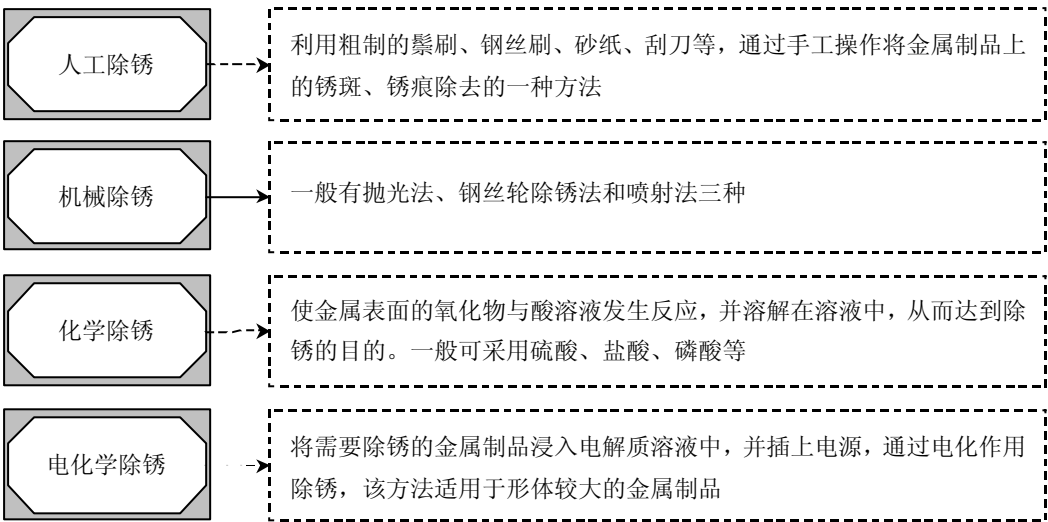 人工除锈
利用粗制的鬃刷、钢丝刷、砂纸、刮刀等，通过手工操作将金属制品上
的锈斑、锈痕除去的一种方法
机械除锈
一般有抛光法、钢丝轮除锈法和喷射法三种
化学除锈
使金属表面的氧化物与酸溶液发生反应，并溶解在溶液中，从而达到除
锈的目的。一般可采用硫酸、盐酸、磷酸等
电化学除锈
将需要除锈的金属制品浸入电解质溶液中，并插上电源，通过电化作用
除锈，该方法适用于形体较大的金属制品